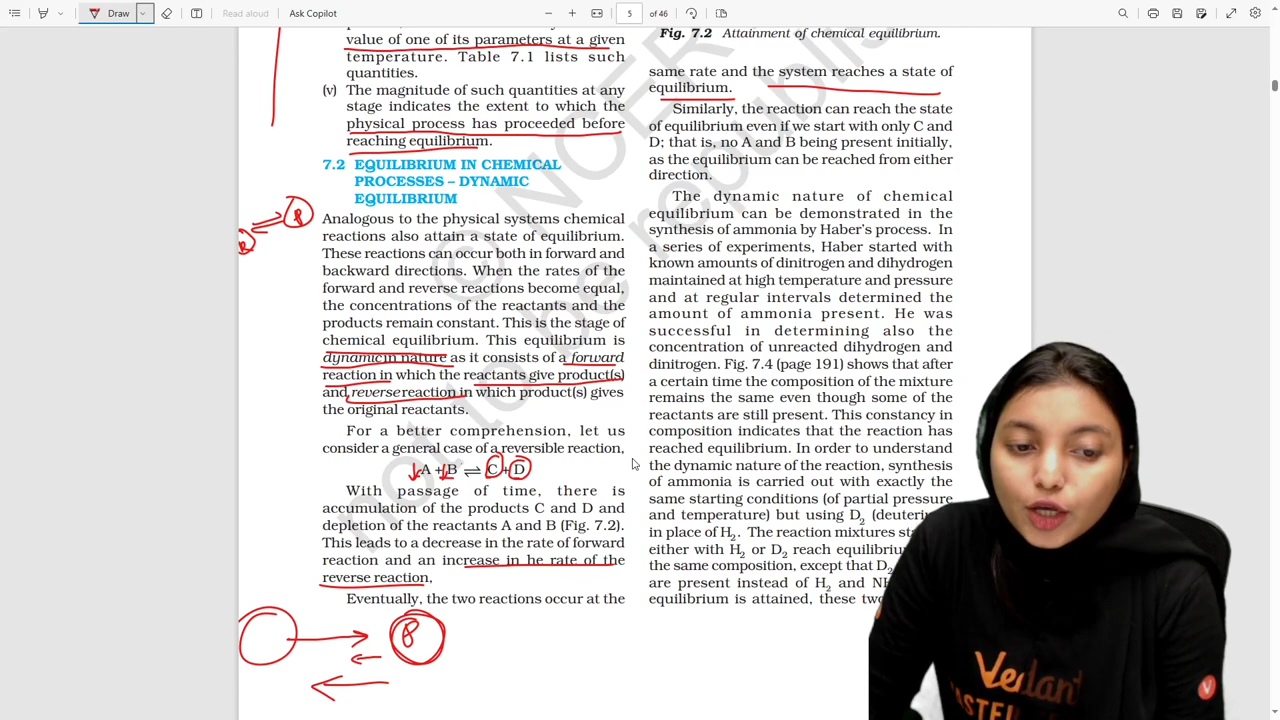 Draw
Read aloud
Ask Copilot
5
of 46
value of one of its parameters at a given
temperature. Table 7.1 lists such
quantities.
(v) The magnitude of such quantities at any
stage indicates the extent to which the
physical process has proceeded before
reaching equilibrium.
7.2 EQUILIBRIUM IN CHEMICAL
PROCESSES – DYNAMIC
EQUILIBRIUM
Analogous to the physical systems chemical
reactions also attain a state of equilibrium.
These reactions can occur both in forward and
backward directions. When the rates of the
forward and reverse reactions become equal,
the concentrations of the reactants and the
products remain constant. This is the stage of
chemical equilibrium. This equilibrium is
dynamic in nature as it consists of a forward
reaction in which the reactants give product(s)
and reverse reaction in which product(s) gives
the original reactants.
For a better comprehension, let us
consider a general case of a reversible reaction,
A + B ⇌ C + D
With passage of time, there is
accumulation of the products C and D and
depletion of the reactants A and B (Fig. 7.2).
This leads to a decrease in the rate of forward
reaction and an increase in he rate of the
reverse reaction,
Eventually, the two reactions occur at the
Fig. 7.2 Attainment of chemical equilibrium.
same rate and the system reaches a state of
equilibrium.
Similarly, the reaction can reach the state
of equilibrium even if we start with only C and
D; that is, no A and B being present initially,
as the equilibrium can be reached from either
direction.
The dynamic nature of chemical
equilibrium can be demonstrated in the
synthesis of ammonia by Haber's process. In
a series of experiments, Haber started with
known amounts of dinitrogen and dihydrogen
maintained at high temperature and pressure
and at regular intervals determined the
amount of ammonia present. He was
successful in determining also the
concentration of unreacted dihydrogen and
dinitrogen. Fig. 7.4 (page 191) shows that after
a certain time the composition of the mixture
remains the same even though some of the
reactants are still present. This constancy in
composition indicates that the reaction has
reached equilibrium. In order to understand
the dynamic nature of the reaction, synthesis
of ammonia is carried out with exactly the
same starting conditions (of partial pressure
and temperature) but using D₂ (deuterium
in place of H₂. The reaction mixtures
either with H₂ or D₂ reach
the same composition, except that D₂
are present instead of H₂ and
equilibrium is attained, these
© NCERT
not to be republis
Vedant